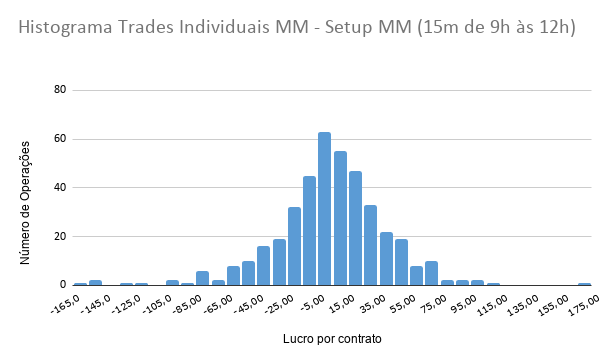 Histograma Trades Individuais MM - Setup MM (15m de 9h às 12h)
80
60
40
20
0
Número de Operações
-165,0 -145,0 -125,0 -105,0 -85,00 -65,00 -45,00 -25,00 -5,00 15,00 35,00 55,00 75,00 95,00 115,00 135,00 155,00 175,00
Lucro por contrato